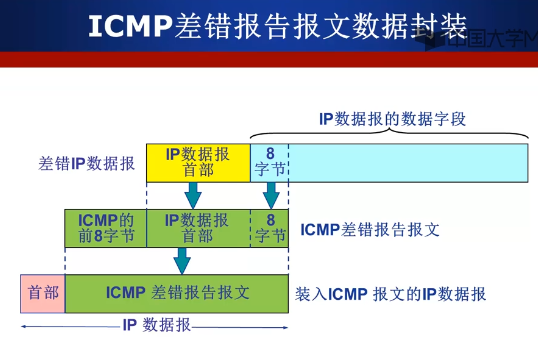 ICMP差错报告报文数据封装
中国大学M
IP数据报的数据字段
差错IP数据报
IP数据报
首部
8
字节
ICMP的
前8字节
IP数据报
首部
8
字节
ICMP差错报告报文
首部
ICMP 差错报告报文
装入ICMP 报文的IP数据报
IP 数据报